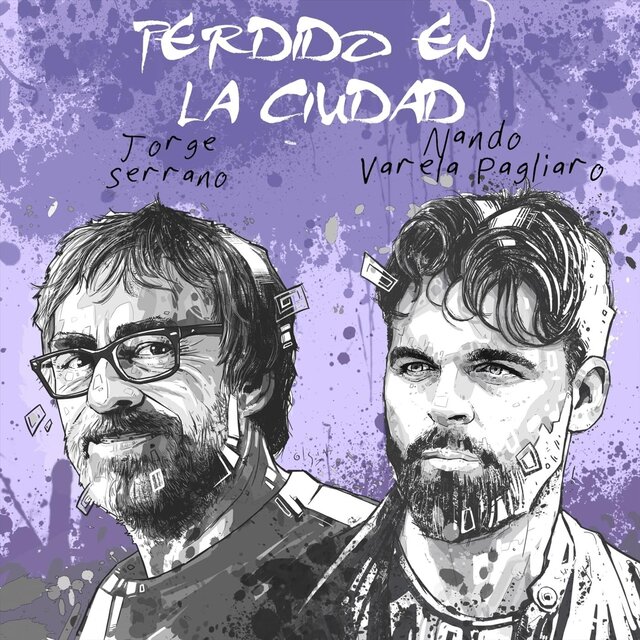 PERDIDO EN
LA CIUDAD
Jorge
serrano
Nando
Varela Pagliaro